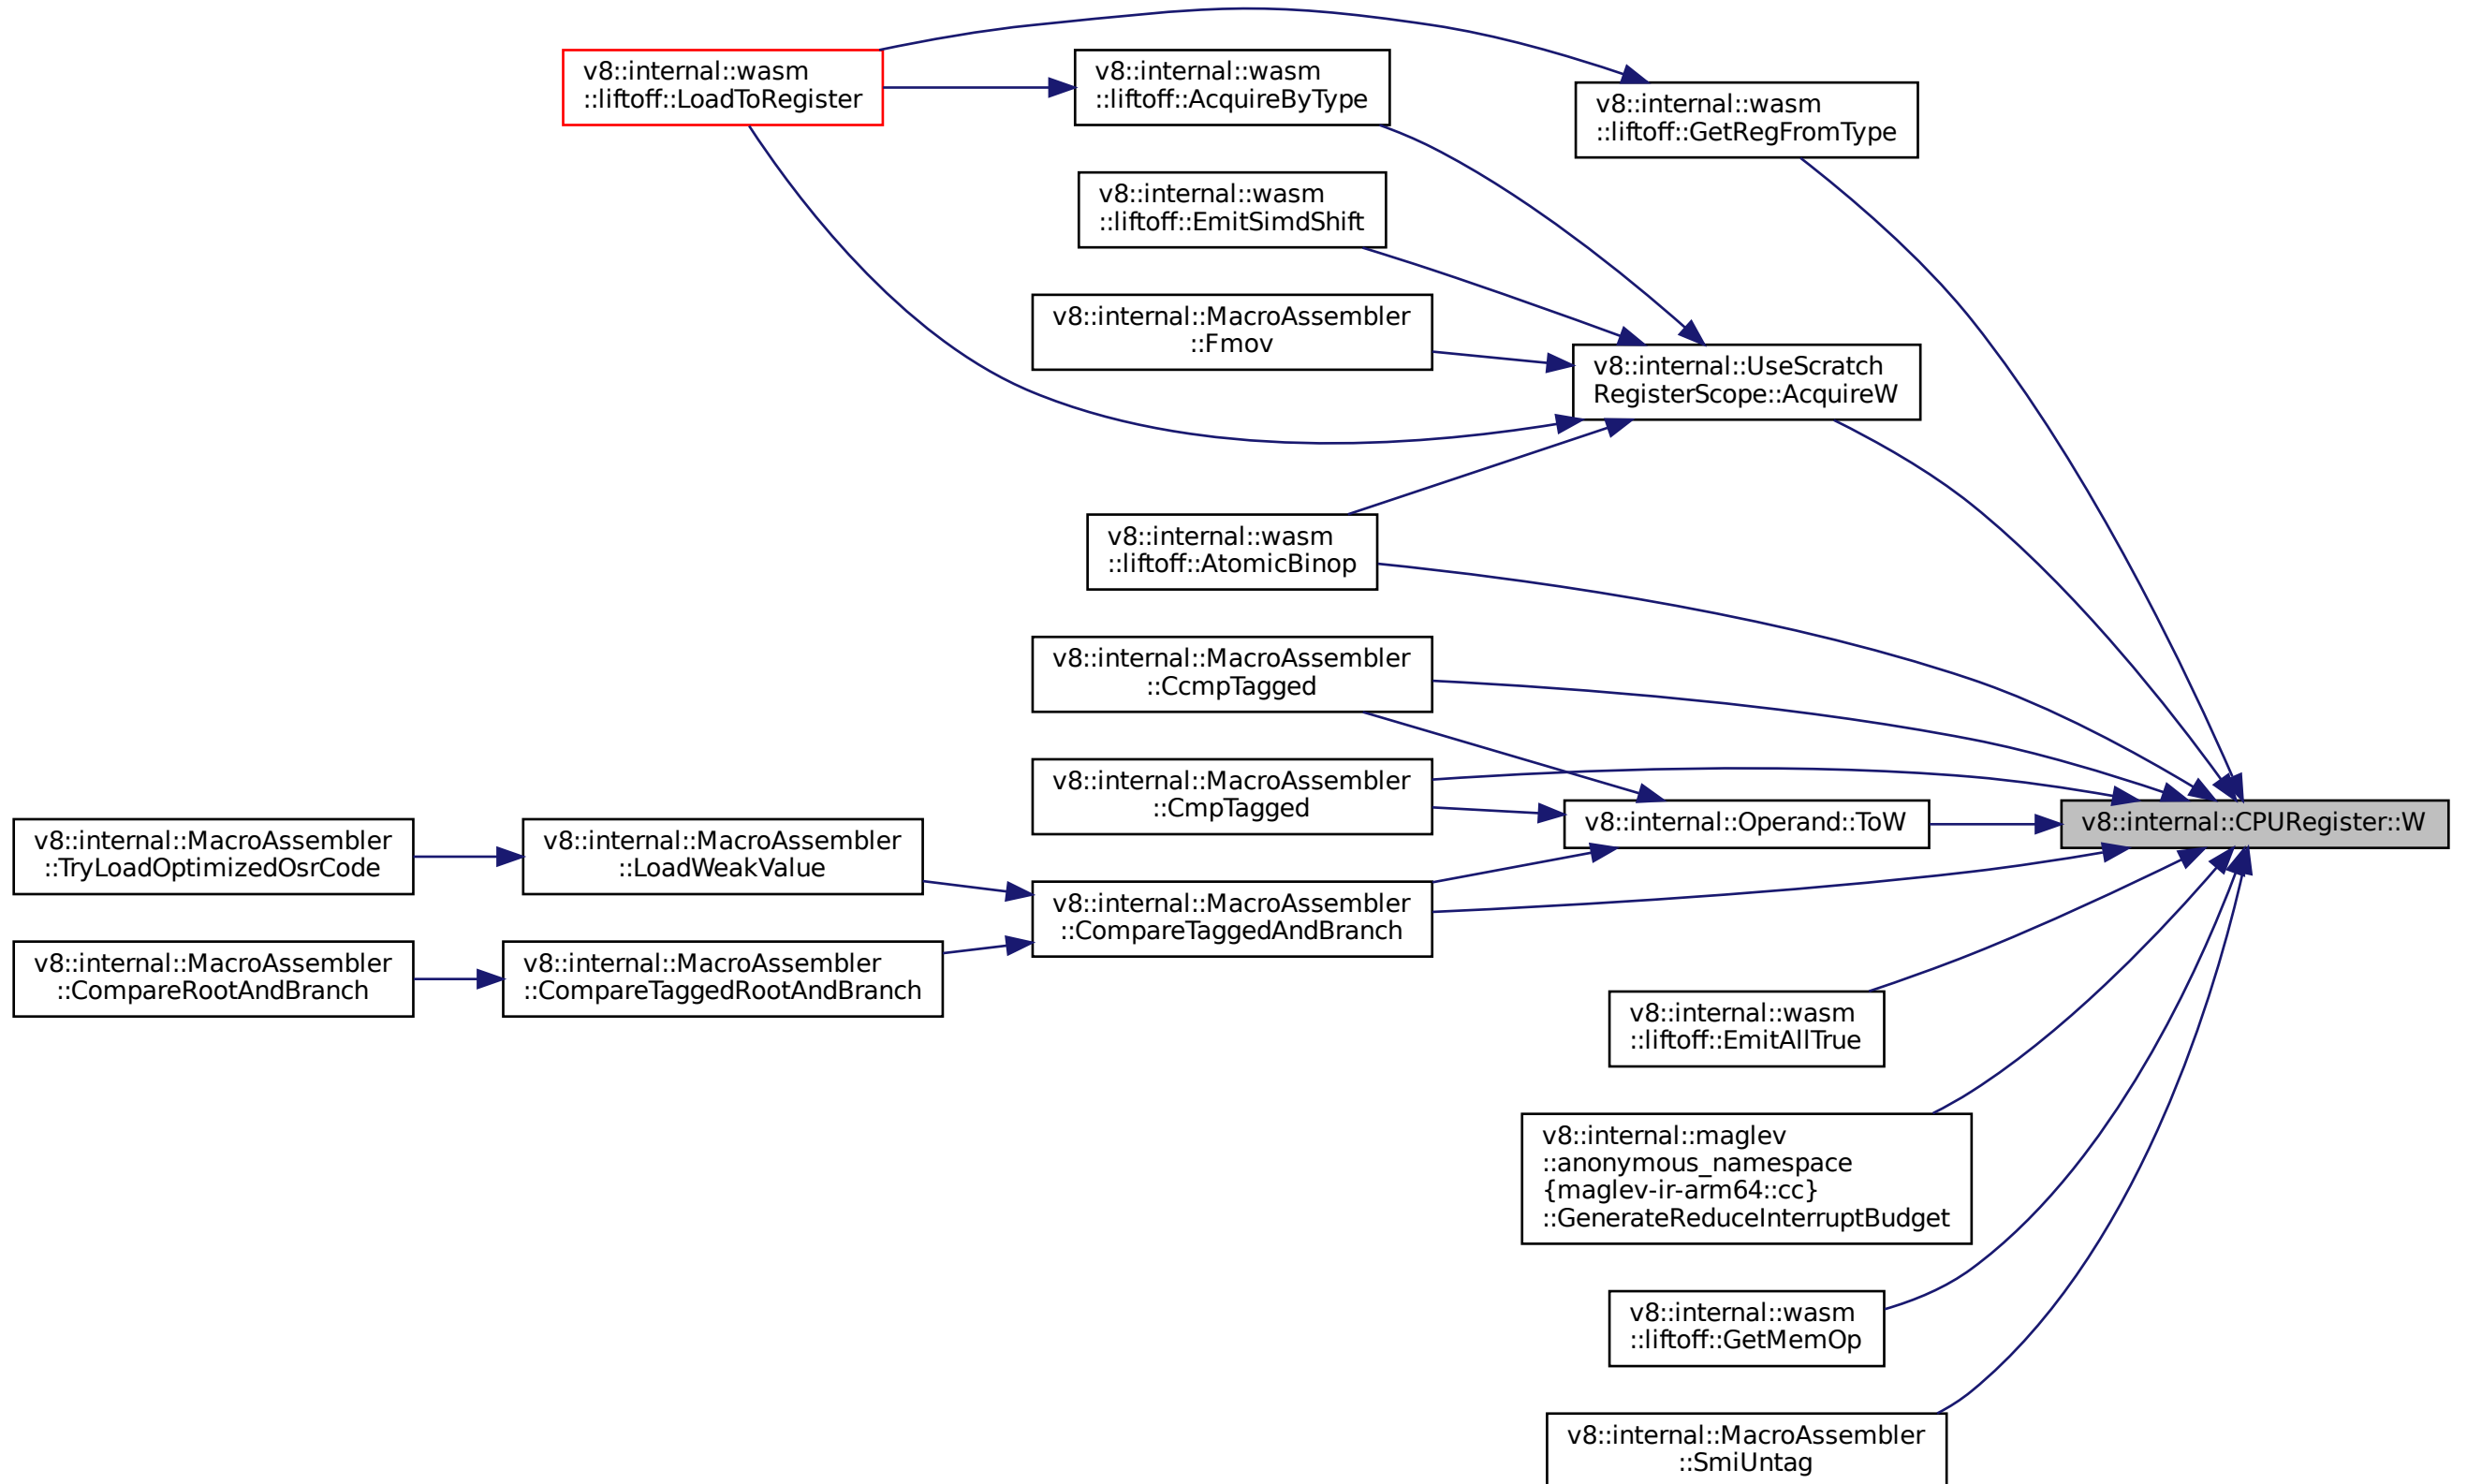 v8::internal::wasm
::liftoff::LoadToRegister
v8::internal::wasm
::liftoff::AcquireByType
v8::internal::wasm
::liftoff::GetRegFromType
v8::internal::wasm
::liftoff::EmitSimdShift
v8::internal::MacroAssembler
::Fmov
v8::internal::UseScratch
RegisterScope::AcquireW
v8::internal::wasm
::liftoff::AtomicBinop
v8::internal::MacroAssembler
::CcmpTagged
v8::internal::MacroAssembler
::CmpTagged
v8::internal::Operand::ToW
v8::internal::CPURegister::W
v8::internal::MacroAssembler
::TryLoadOptimizedOsrCode
v8::internal::MacroAssembler
::LoadWeakValue
v8::internal::MacroAssembler
::CompareTaggedAndBranch
v8::internal::MacroAssembler
::CompareRootAndBranch
v8::internal::MacroAssembler
::CompareTaggedRootAndBranch
v8::internal::wasm
::liftoff::EmitAllTrue
v8::internal::maglev
::anonymous_namespace
{maglev-ir-arm64::cc}
::GenerateReduceInterruptBudget
v8::internal::wasm
::liftoff::GetMemOp
v8::internal::MacroAssembler
::SmiUntag